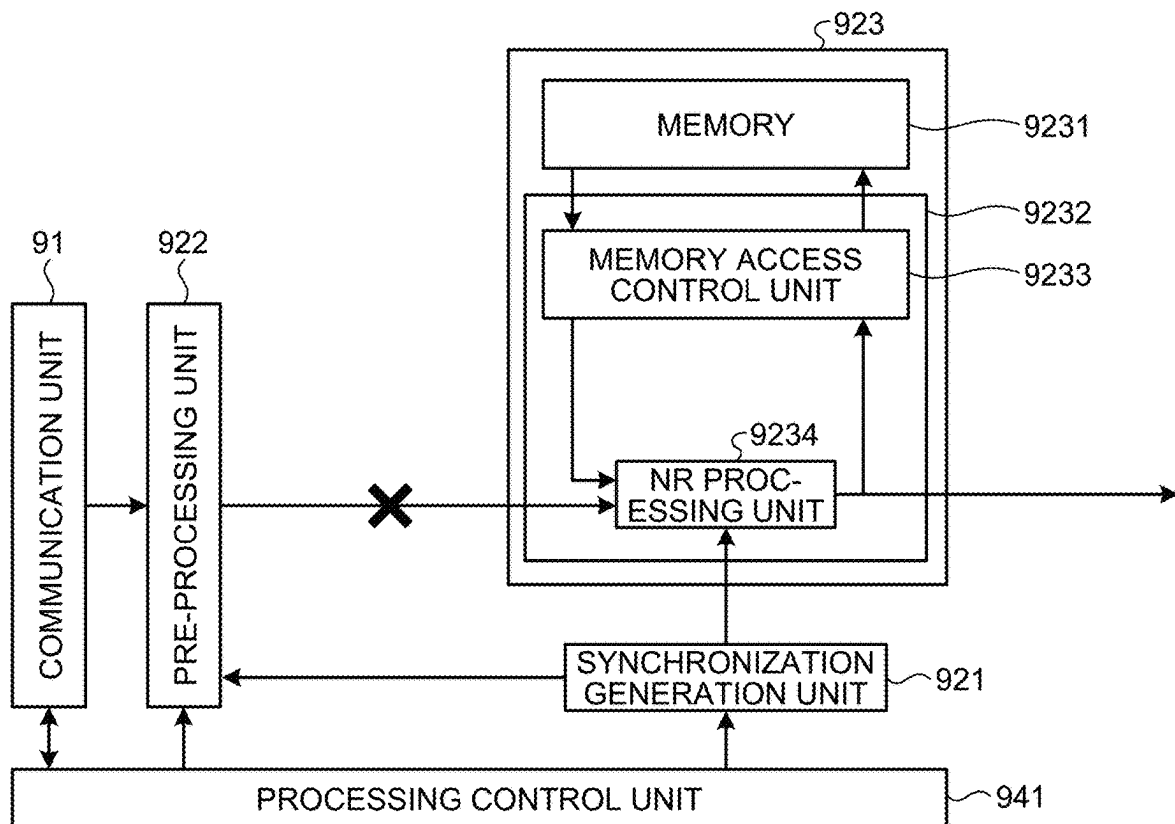 923
MEMORY
9231
9232
MEMORY ACCESS
CONTROL UNIT
9233
91
922
COMMUNICATION UNIT
PRE-PROCESSING UNIT
9234
NR PROC-
ESSING UNIT
SYNCHRONIZATION
GENERATION UNIT
921
PROCESSING CONTROL UNIT
941